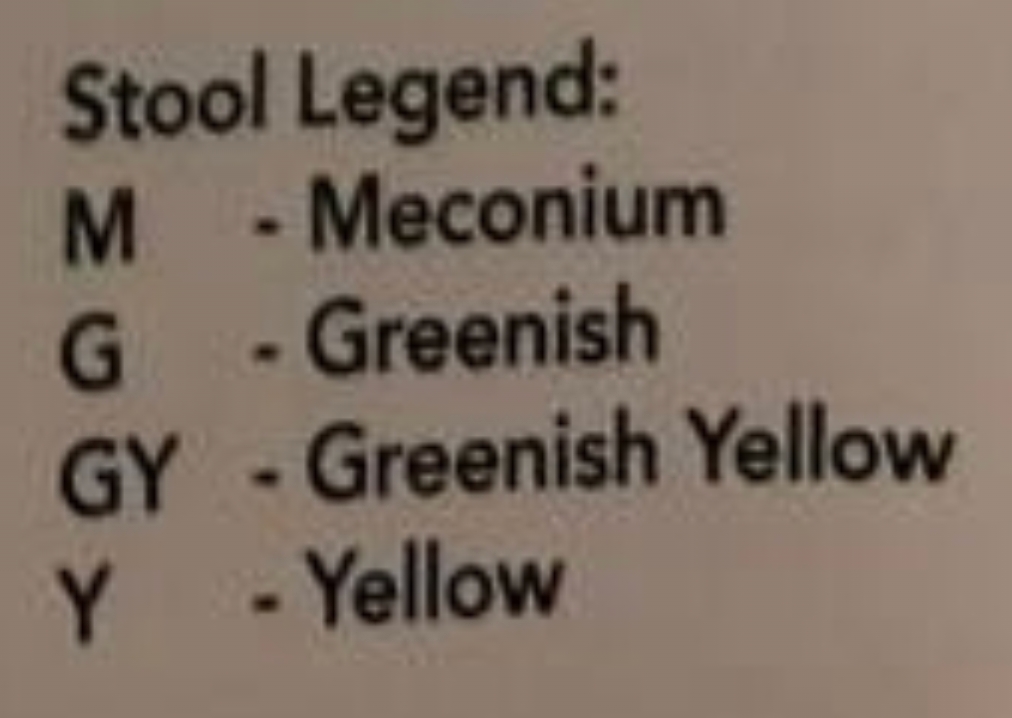 Stool Legend:
M - Meconium
G - Greenish
GY - Greenish Yellow
Y - Yellow